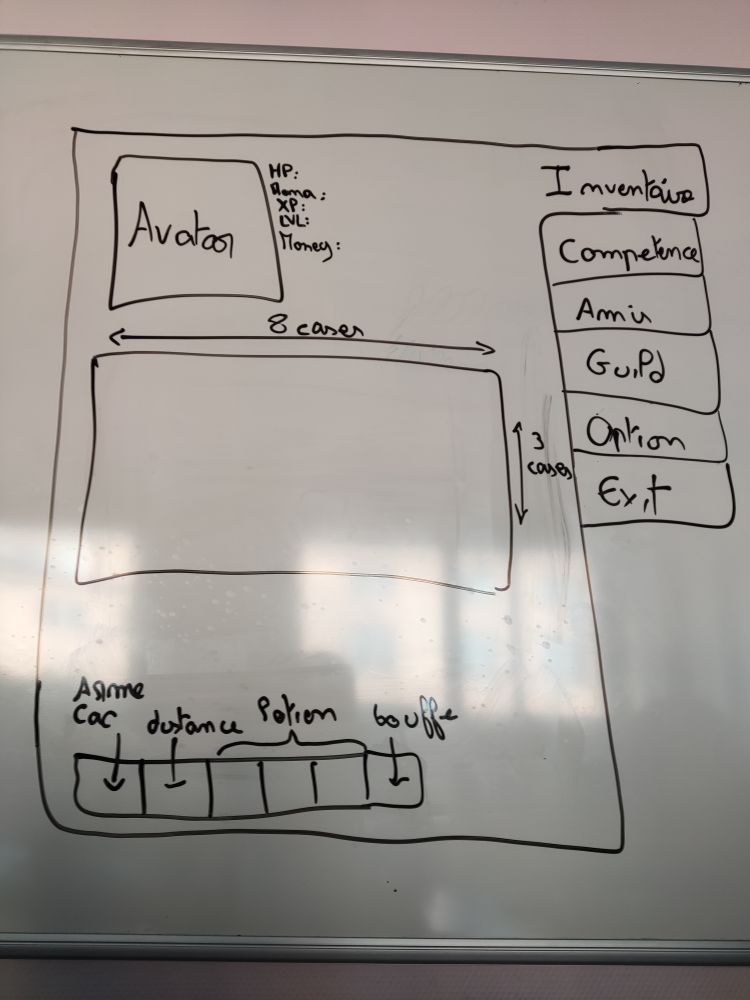 HP:
Mana:
XP:
LVL:
Money:
Avatar
Inventaire
Competence
Amis
Guild
Option
Exit
8 cases
3
cases
Arme
Cac
distance
Potion
bouffe